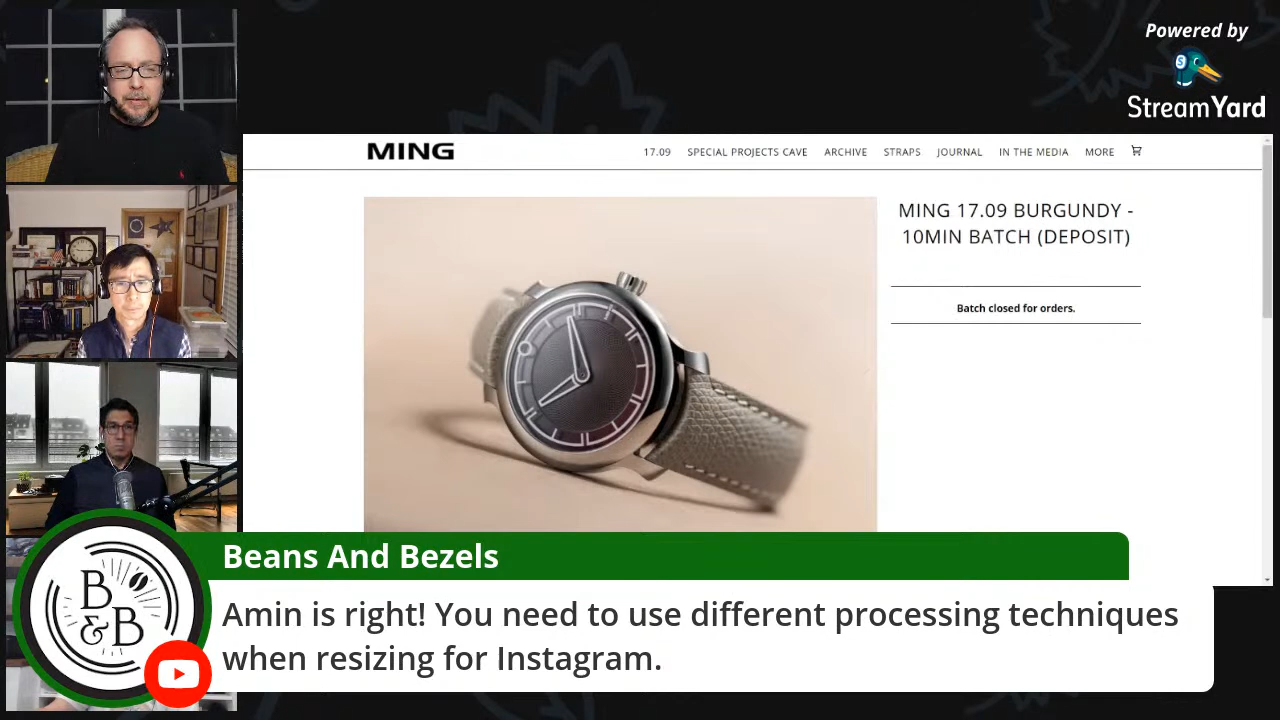 Powered by
StreamYard
MING
17.09 SPECIAL PROJECTS CAVE ARCHIVE STRAPS JOURNAL IN THE MEDIA MORE
MING 17.09 BURGUNDY -
10MIN BATCH (DEPOSIT)
Batch closed for orders.
Beans And Bezels
B
&B
Amin is right! You need to use different processing techniques
when resizing for Instagram.